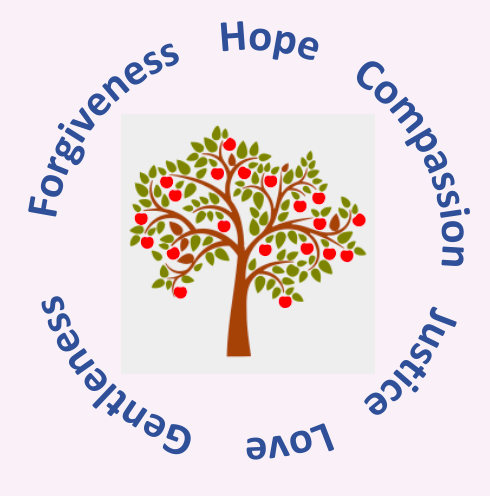 Hope
Compassion
Justice
Love
Gentleness
Forgiveness